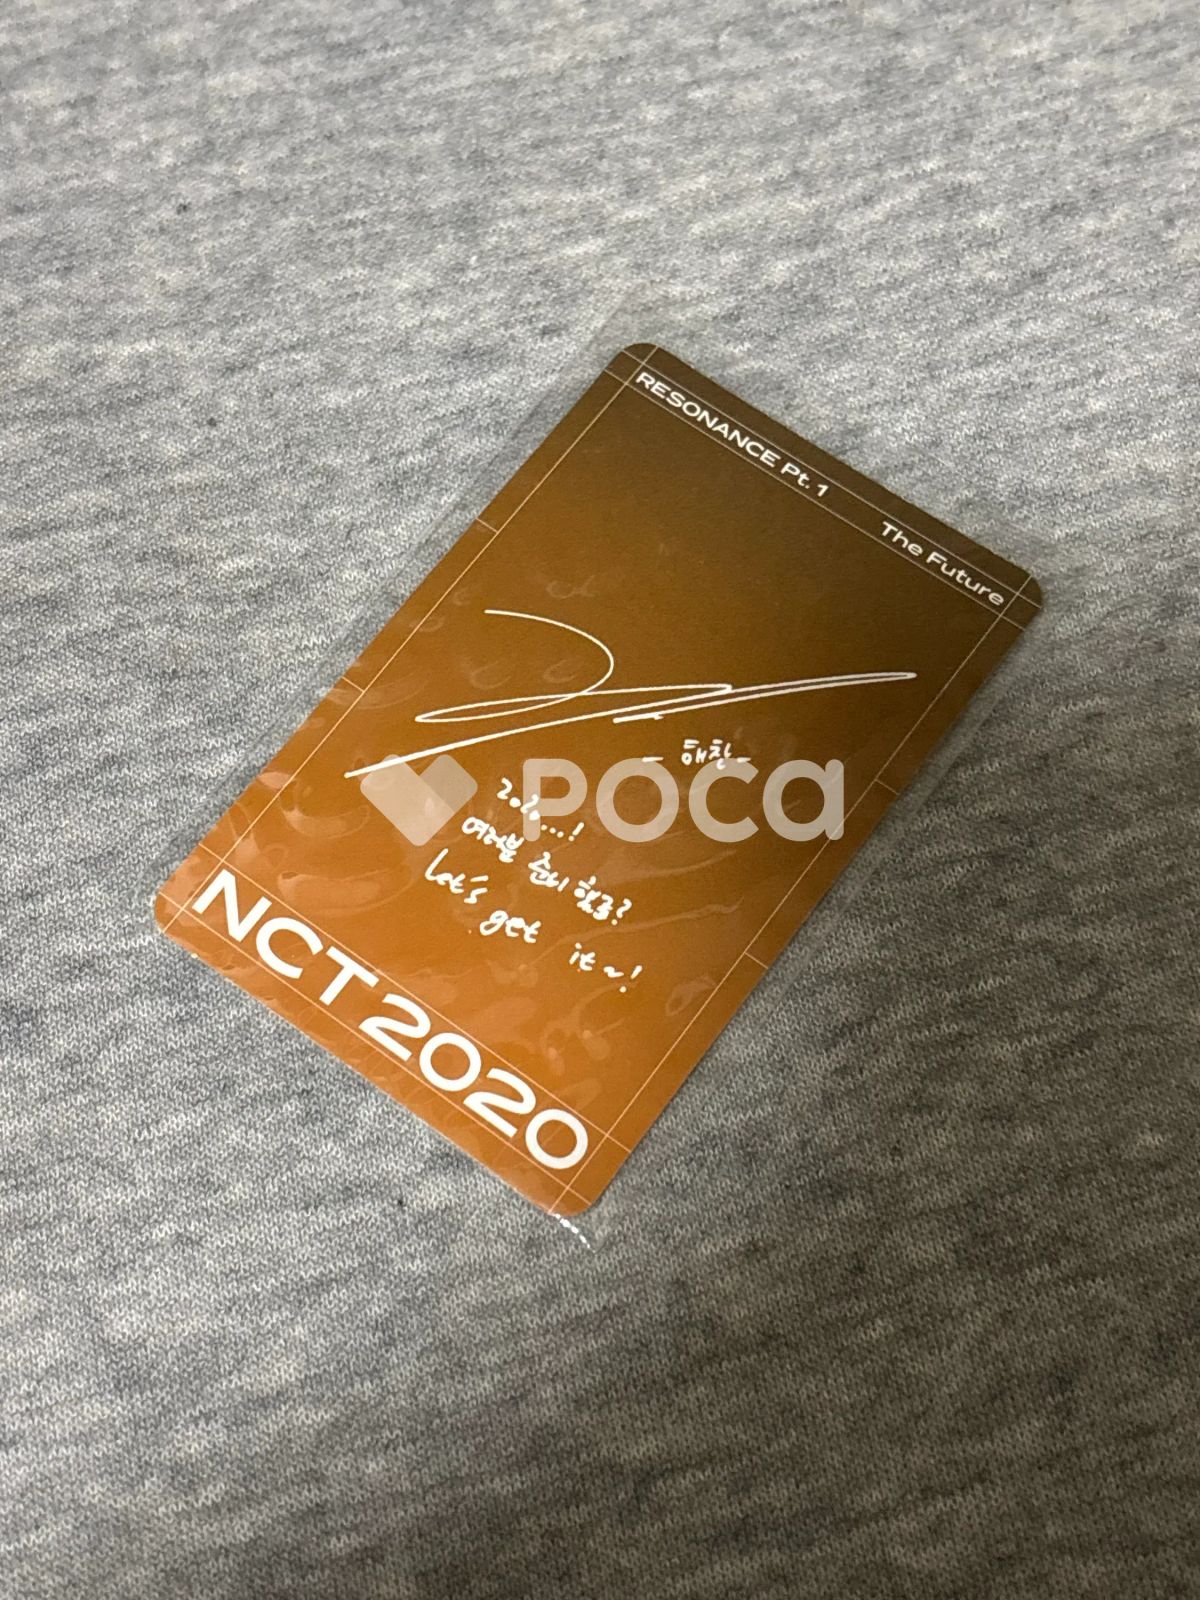 RESONANCE Pt. 1 The Future
- 해찬 -
2020...!
여러분 준비 했죠?
Let's get it ~!
NCT 2020
POCA